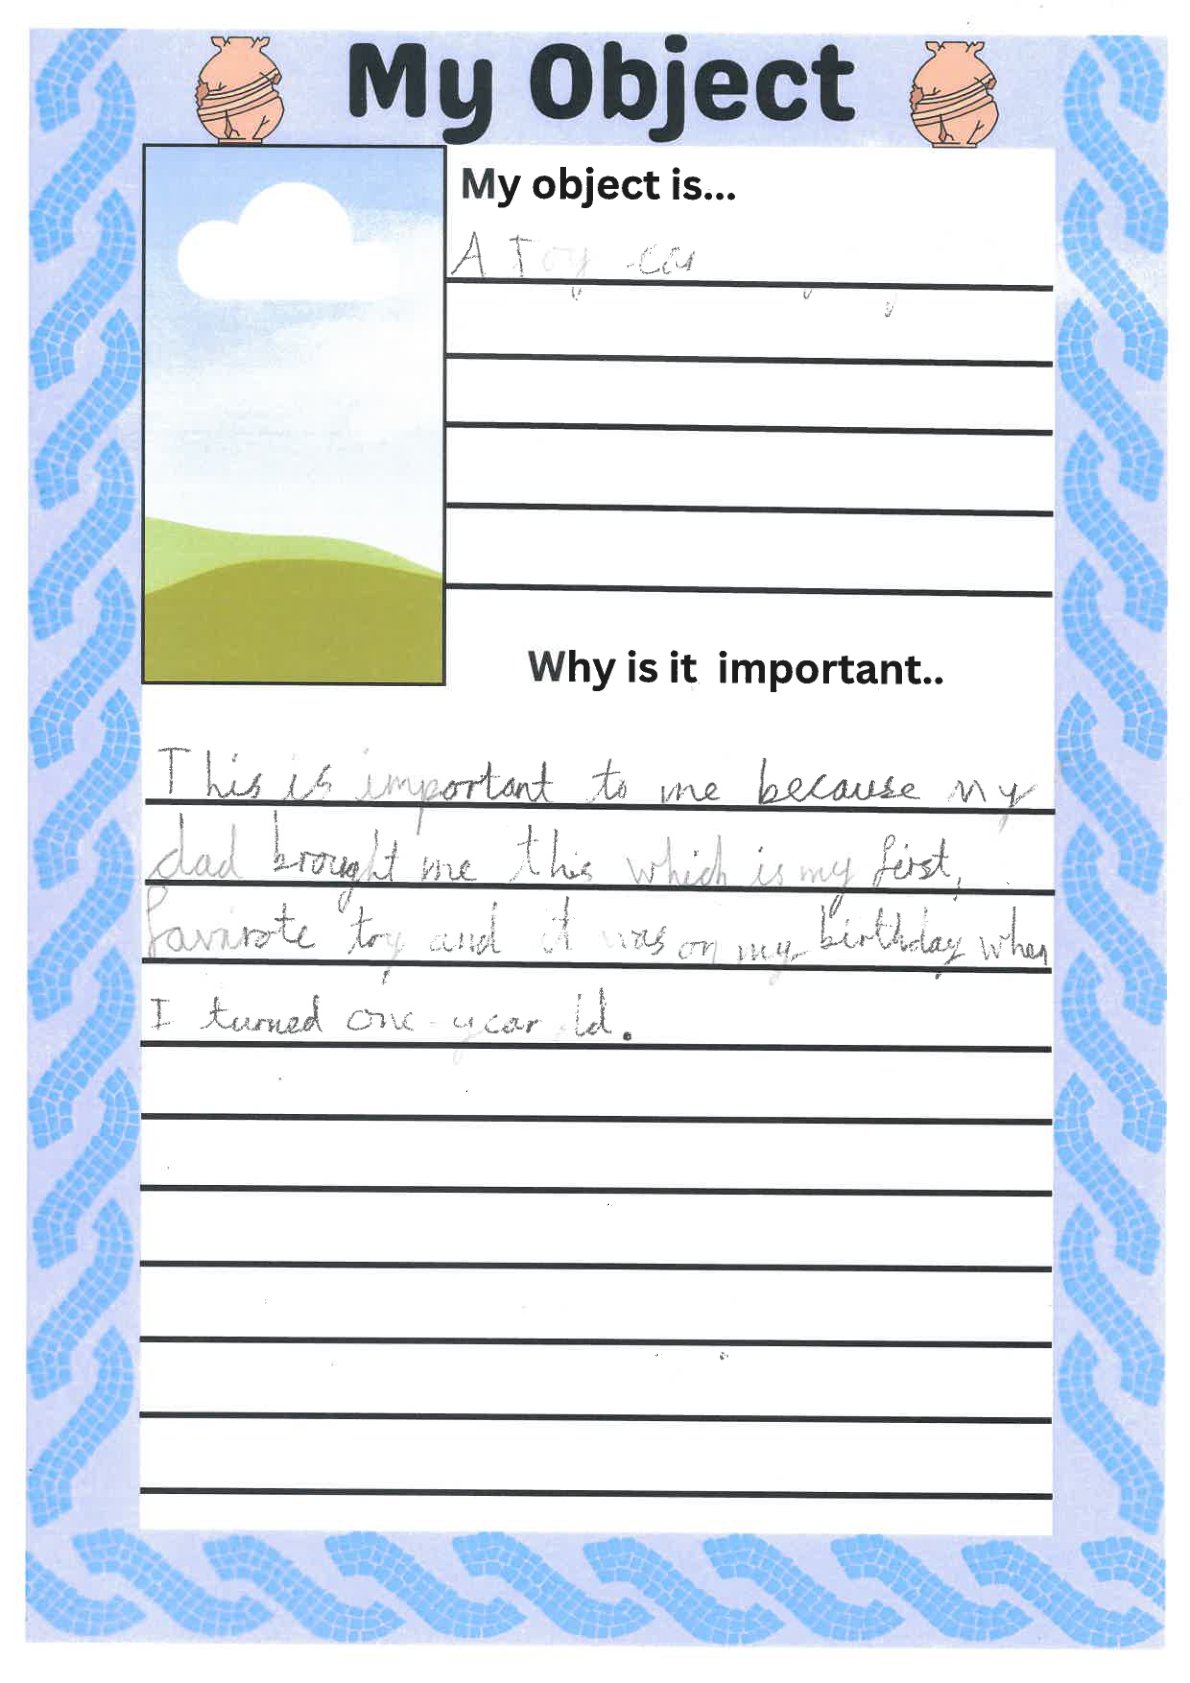 My Object
My object is...
A Toy car
Why is it important..
This is important to me because my
dad brought me this which is my first,
favirote toy and it was on my birthday when
I turned one-year old.